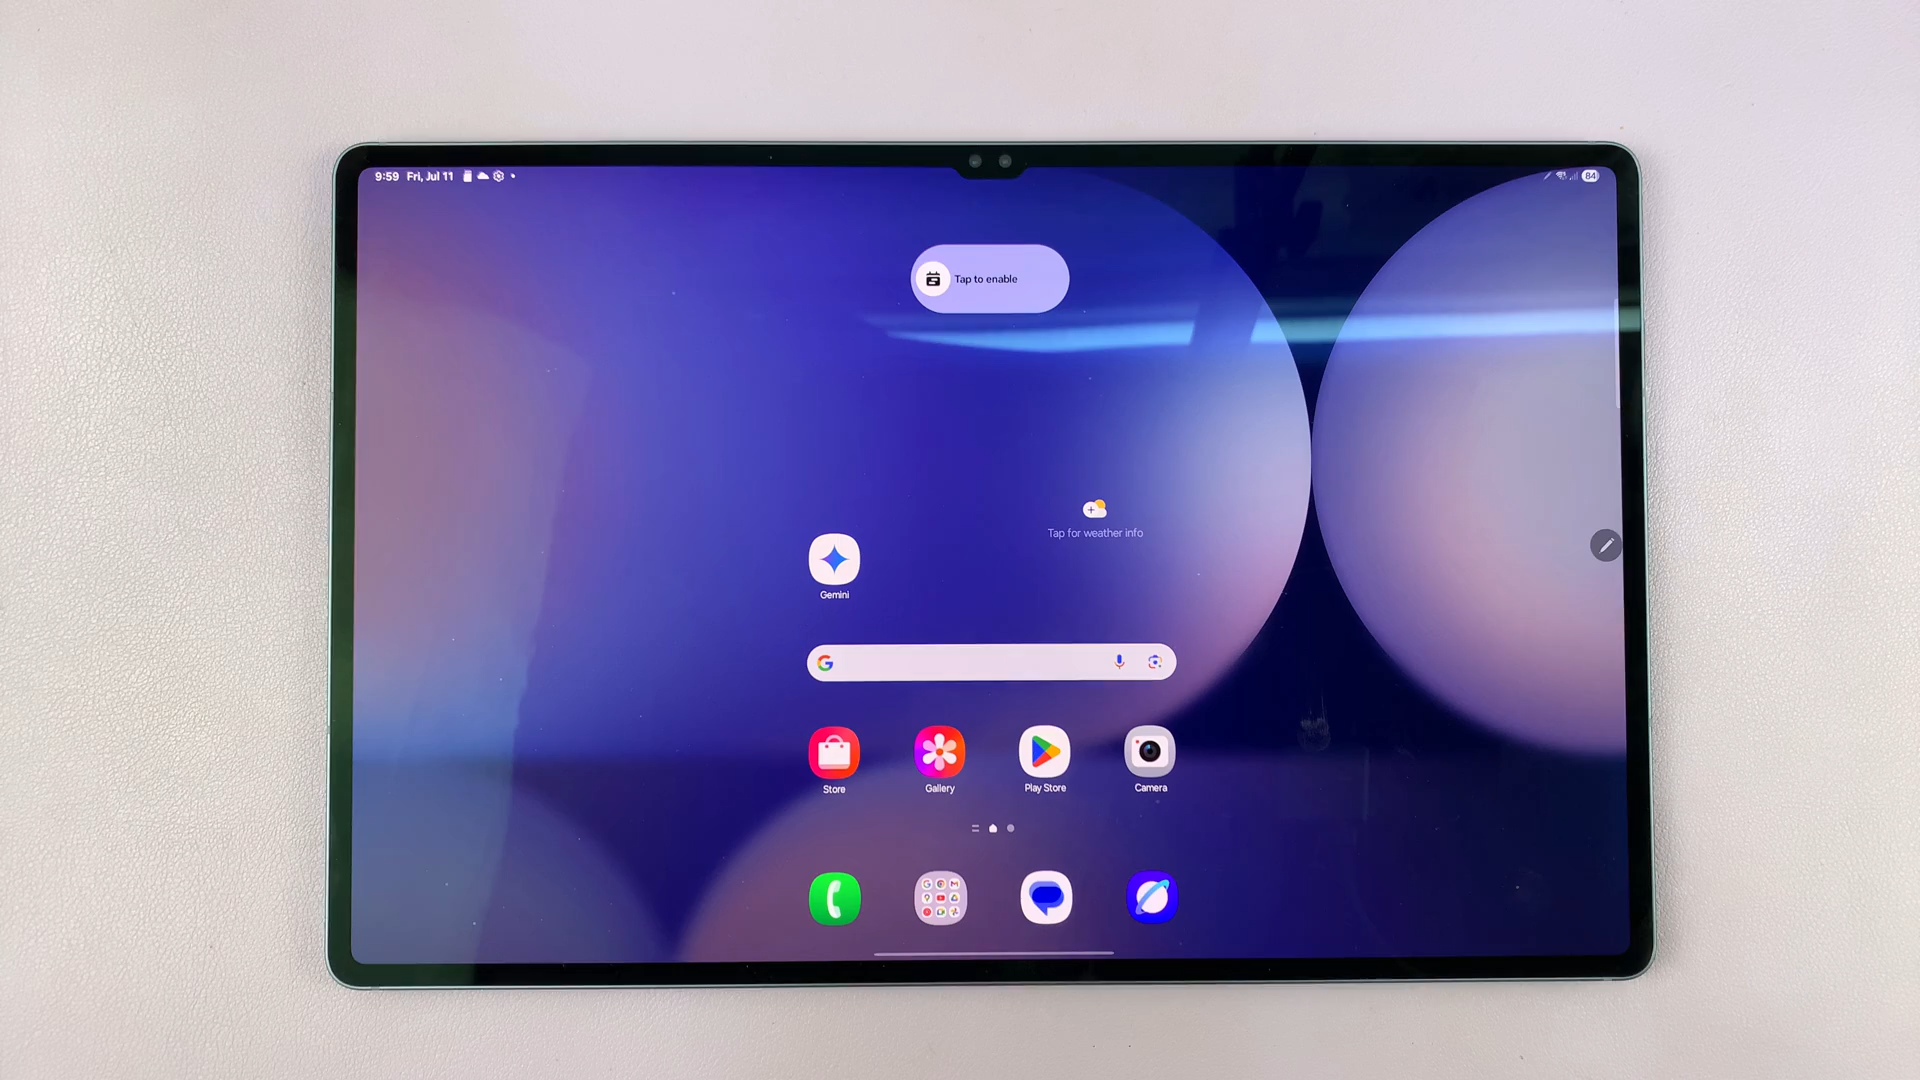 9:59 Fri, Jul 11
84
Tap to enable
Tap for weather info
Gemini
Store
Gallery
Play Store
Camera